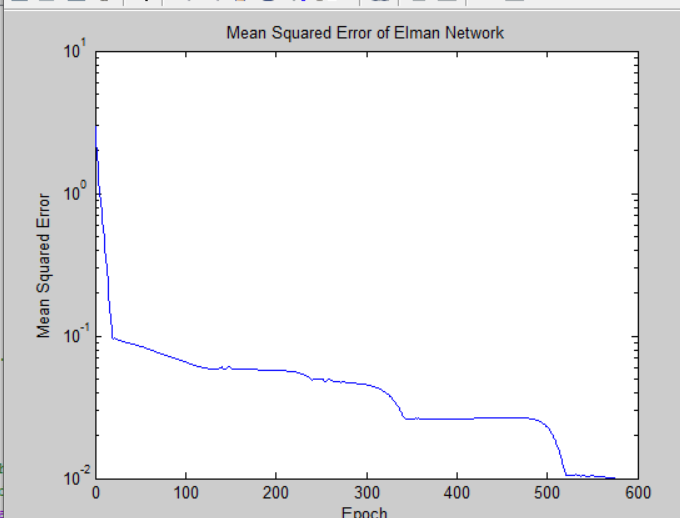 Mean Squared Error of Elman Network
10^1
10^0
10^-1
10^-2
Mean Squared Error
0 100 200 300 400 500 600
Epoch